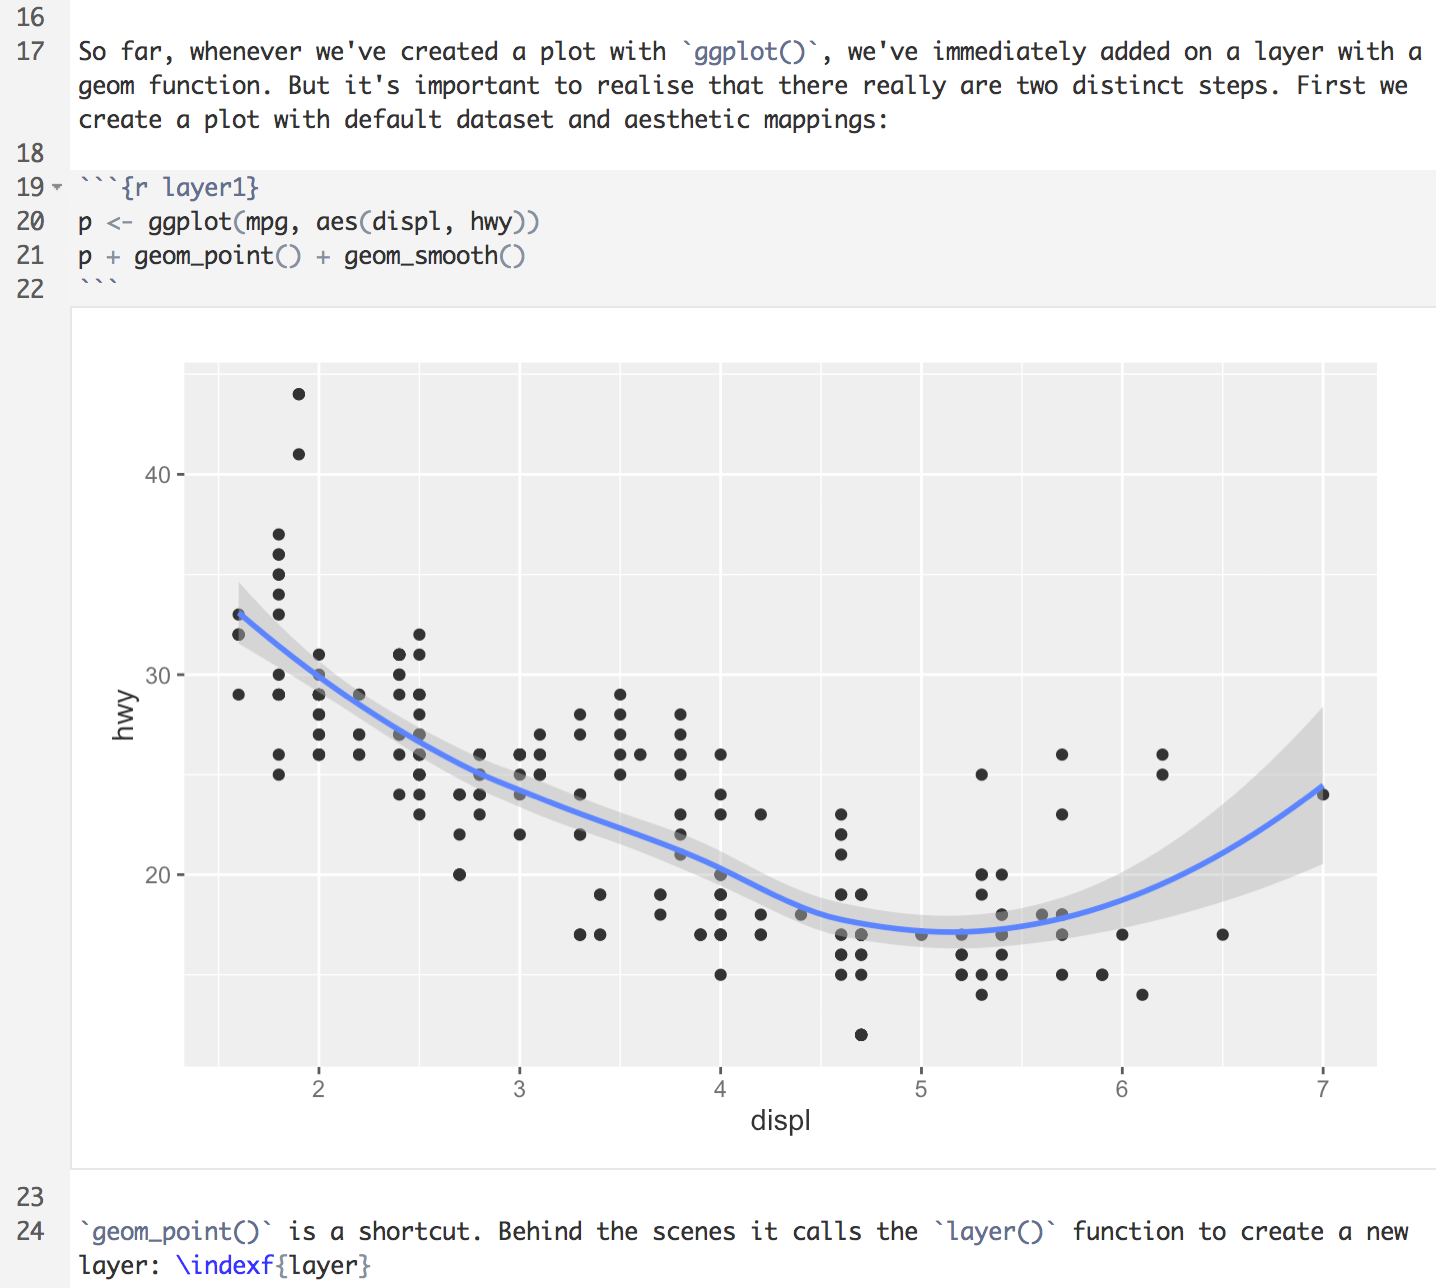 16
17 So far, whenever we've created a plot with `ggplot()`, we've immediately added on a layer with a
geom function. But it's important to realise that there really are two distinct steps. First we
create a plot with default dataset and aesthetic mappings:
18
19 ```{r layer1}
20 p <- ggplot(mpg, aes(displ, hwy))
21 p + geom_point() + geom_smooth()
22 ```
40
30
hwy
20
2 3 4 5 6 7
displ
23
24 `geom_point()` is a shortcut. Behind the scenes it calls the `layer()` function to create a new
layer: \indexf{layer}